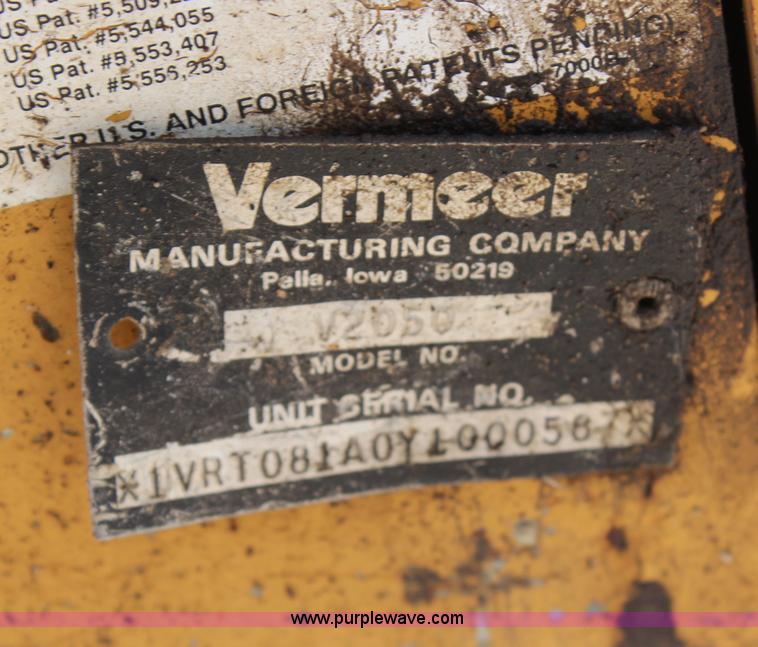 US Pat. #5,544,055
US Pat. #5,553,407
US Pat. #5,556,253
OTHER U.S. AND FOREIGN PATENTS PENDING)
Vermeer
MANUFACTURING COMPANY
Pella, Iowa 50219
V2050
MODEL NO.
UNIT SERIAL NO.
*1VRT081A0Y1000567*
www.purplewave.com